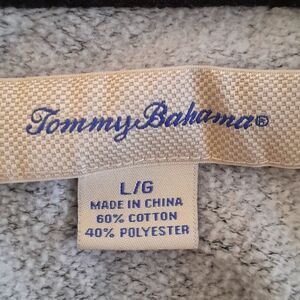 Tommy Bahama®
L/G
MADE IN CHINA
60% COTTON
40% POLYESTER